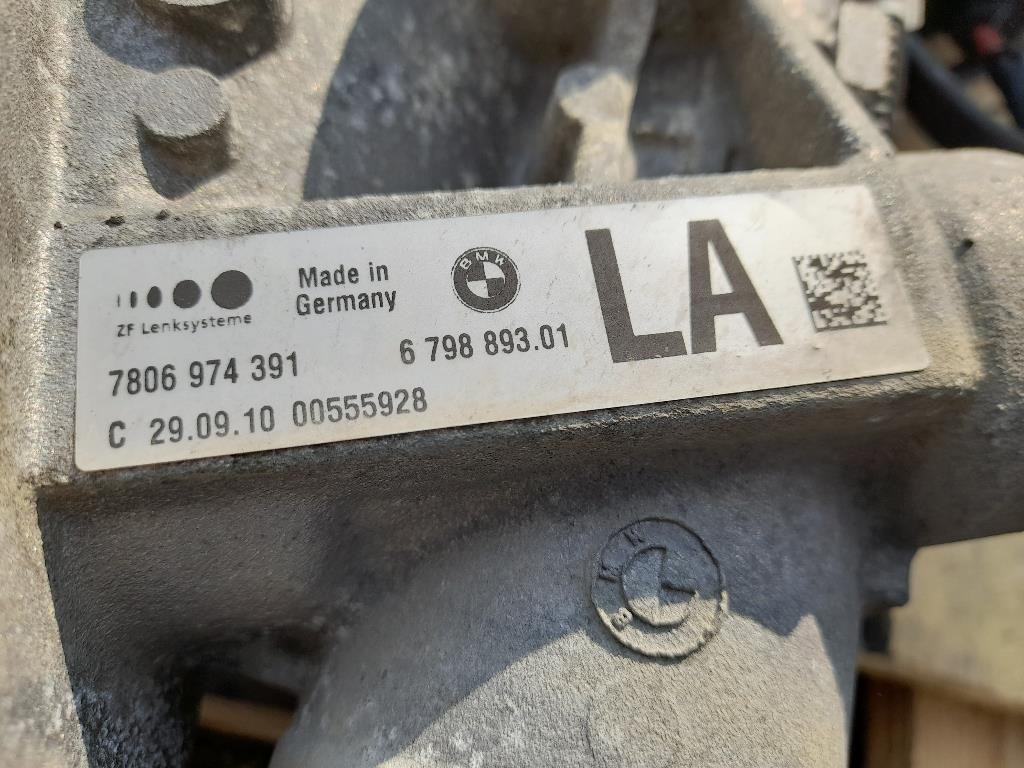 ZF Lenksysteme
Made in
Germany
BMW
LA
7806 974 391
6 798 893.01
C 29.09.10 00555928